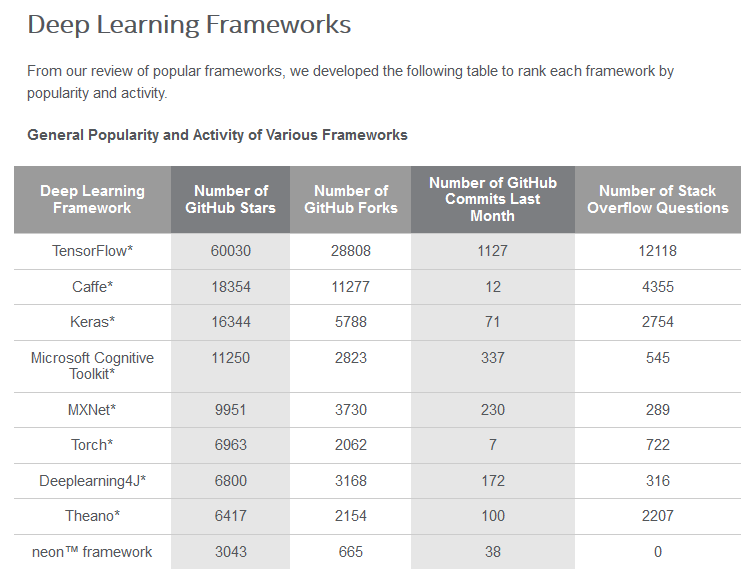 Deep Learning Frameworks
From our review of popular frameworks, we developed the following table to rank each framework by
popularity and activity.
General Popularity and Activity of Various Frameworks
Deep Learning Framework Number of GitHub Stars Number of GitHub Forks Number of GitHub Commits Last Month Number of Stack Overflow Questions
TensorFlow* 60030 28808 1127 12118
Caffe* 18354 11277 12 4355
Keras* 16344 5788 71 2754
Microsoft Cognitive Toolkit* 11250 2823 337 545
MXNet* 9951 3730 230 289
Torch* 6963 2062 7 722
Deeplearning4J* 6800 3168 172 316
Theano* 6417 2154 100 2207
neon™ framework 3043 665 38 0